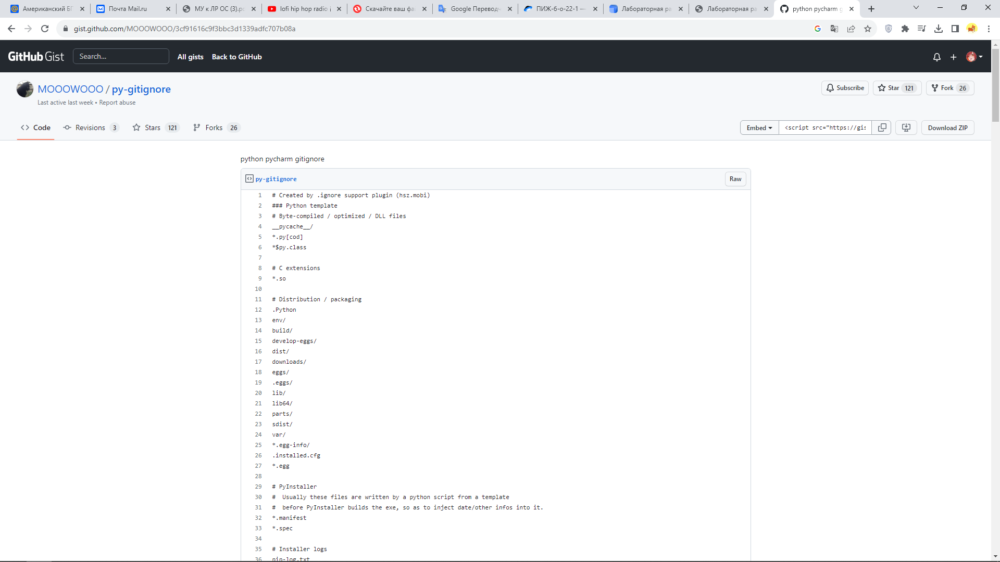 Американский БП
Почта Mail.ru
МУ к ЛР ОС (3).pd
lofi hip hop radio
Скачайте ваш фа
Google Переводч
ПИЖ-б-о-22-1 —
Лабораторная ра
Лабораторная ра
python pycharm g
gist.github.com/MOOOWOOO/3cf91616c9f3bbc3d1339adfc707b08a
GitHub Gist
Search...
All gists
Back to GitHub
MOOOWOOO / py-gitignore
Subscribe
Star 121
Fork 26
Last active last week • Report abuse
Code
Revisions 3
Stars 121
Forks 26
Embed
<script src="https://gis
Download ZIP
python pycharm gitignore
py-gitignore
Raw
1 # Created by .ignore support plugin (hsz.mobi)
2 ### Python template
3 # Byte-compiled / optimized / DLL files
4 __pycache__/
5 *.py[cod]
6 *$py.class
7
8 # C extensions
9 *.so
10
11 # Distribution / packaging
12 .Python
13 env/
14 build/
15 develop-eggs/
16 dist/
17 downloads/
18 eggs/
19 .eggs/
20 lib/
21 lib64/
22 parts/
23 sdist/
24 var/
25 *.egg-info/
26 .installed.cfg
27 *.egg
28
29 # PyInstaller
30 #  Usually these files are written by a python script from a template
31 #  before PyInstaller builds the exe, so as to inject date/other infos into it.
32 *.manifest
33 *.spec
34
35 # Installer logs
36 pip-log.txt